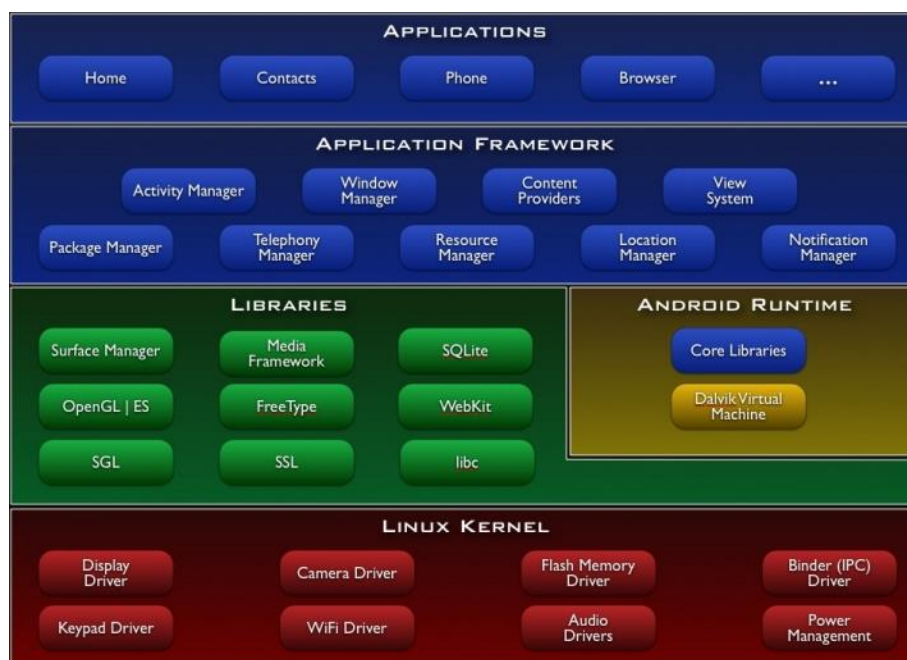 APPLICATIONS
Home
Contacts
Phone
Browser
...
APPLICATION FRAMEWORK
Activity Manager
Window
Manager
Content
Providers
View
System
Package Manager
Telephony
Manager
Resource
Manager
Location
Manager
Notification
Manager
LIBRARIES
Surface Manager
Media
Framework
SQLite
OpenGL | ES
FreeType
WebKit
SGL
SSL
libc
ANDROID RUNTIME
Core Libraries
Dalvik Virtual
Machine
LINUX KERNEL
Display
Driver
Camera Driver
Flash Memory
Driver
Binder (IPC)
Driver
Keypad Driver
WiFi Driver
Audio
Drivers
Power
Management